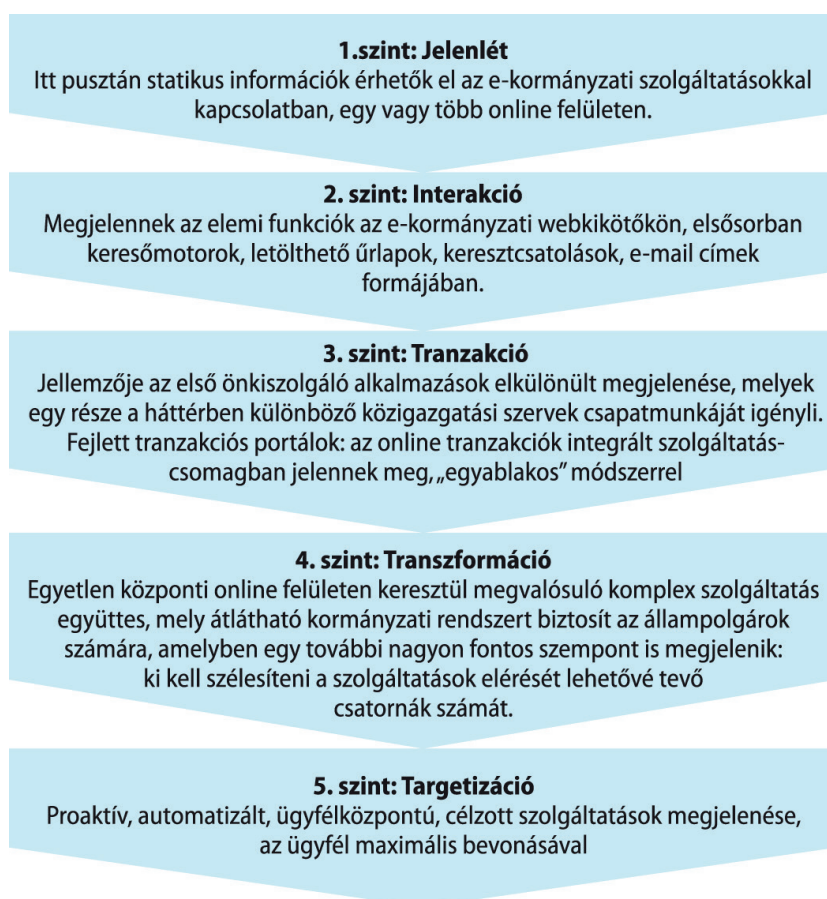 1.szint: Jelenlét
Itt pusztán statikus információk érhetők el az e-kormányzati szolgáltatásokkal
kapcsolatban, egy vagy több online felületen.
2. szint: Interakció
Megjelennek az elemi funkciók az e-kormányzati webkikötőkön, elsősorban
keresőmotorok, letölthető űrlapok, keresztcsatolások, e-mail címek
formájában.
3. szint: Tranzakció
Jellemzője az első önkiszolgáló alkalmazások elkülönült megjelenése, melyek
egy része a háttérben különböző közigazgatási szervek csapatmunkáját igényli.
Fejlett tranzakciós portálok: az online tranzakciók integrált szolgáltatás-
csomagban jelennek meg, „egyablakos” módszerrel
4. szint: Transzformáció
Egyetlen központi online felületen keresztül megvalósuló komplex szolgáltatás
együttes, mely átlátható kormányzati rendszert biztosít az állampolgárok
számára, amelyben egy további nagyon fontos szempont is megjelenik:
ki kell szélesíteni a szolgáltatások elérését lehetővé tevő
csatornák számát.
5. szint: Targetizáció
Proaktív, automatizált, ügyfélközpontú, célzott szolgáltatások megjelenése,
az ügyfél maximális bevonásával